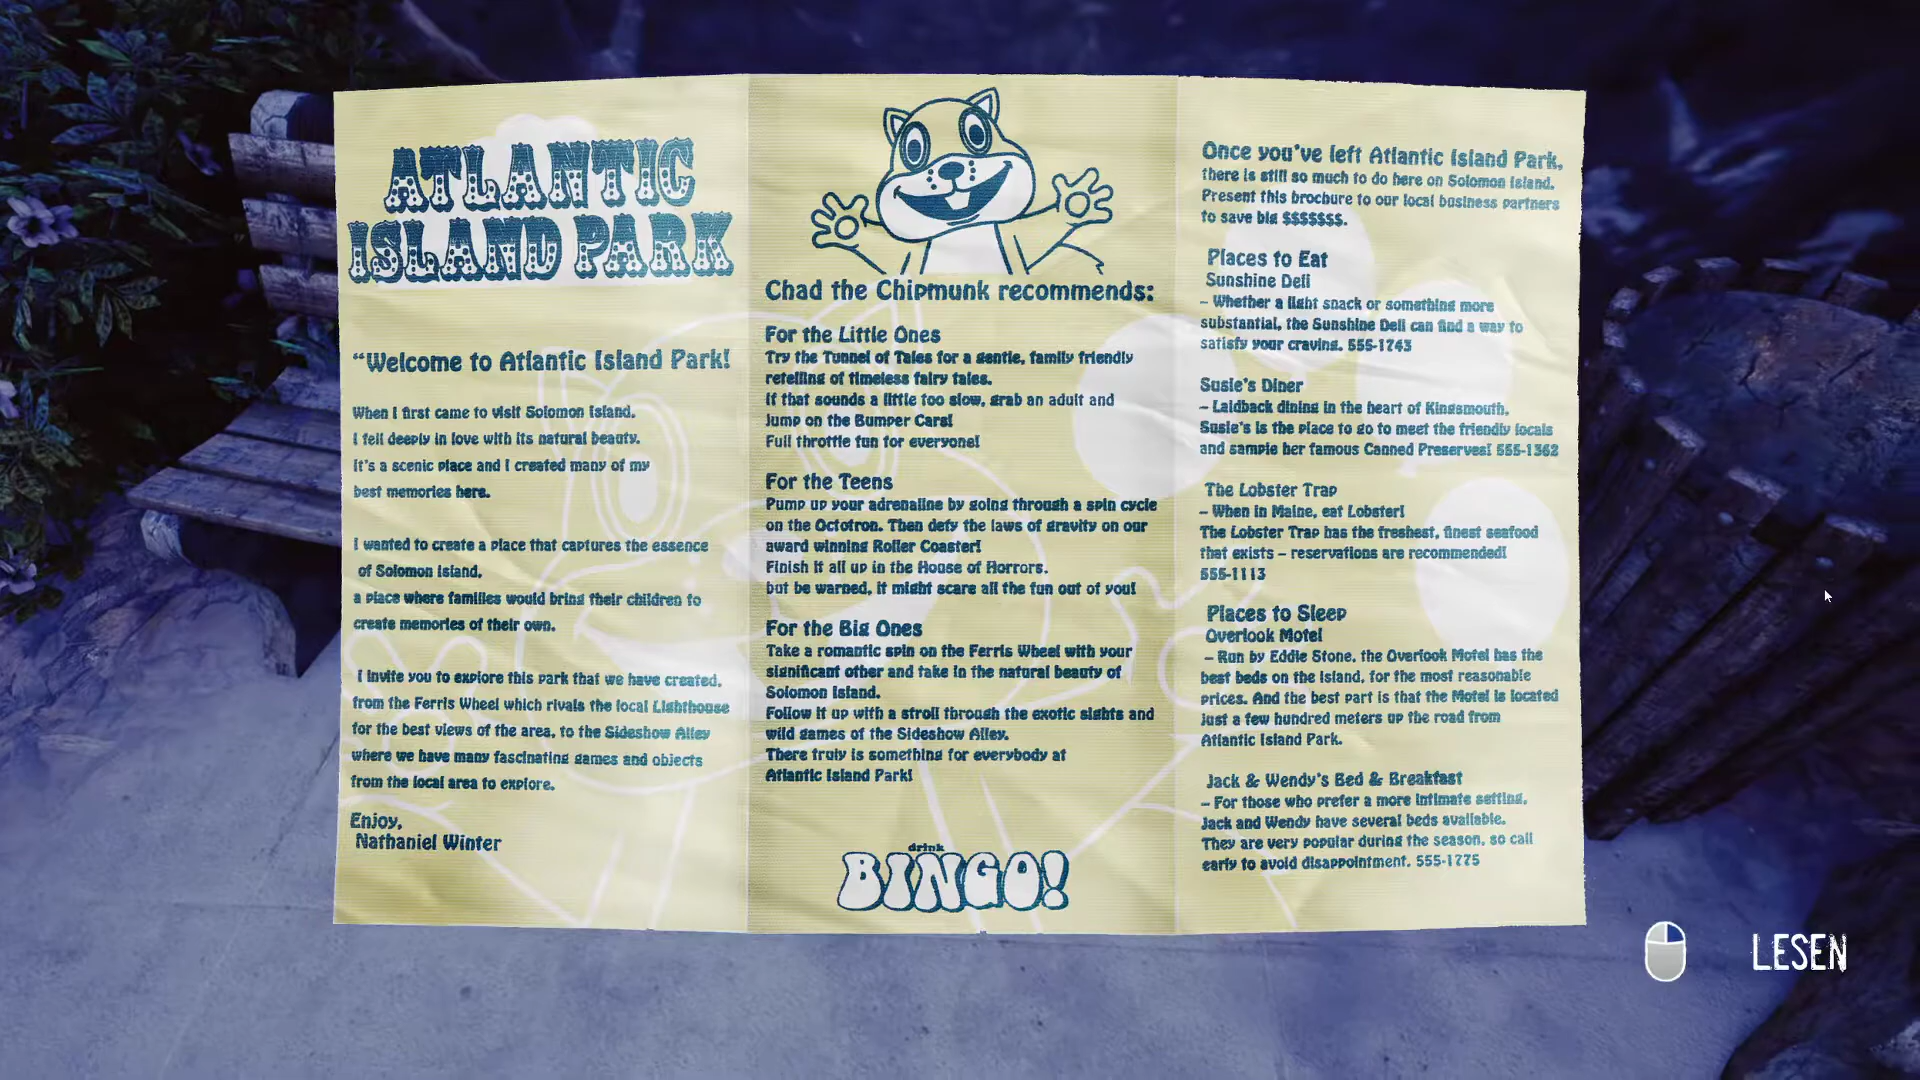 ATLANTIC
ISLAND PARK
“Welcome to Atlantic Island Park!
When I first came to visit Solomon Island,
I fell deeply in love with its natural beauty.
It's a scenic place and I created many of my
best memories here.
I wanted to create a place that captures the essence
of Solomon Island,
a place where families would bring their children to
create memories of their own.
I invite you to explore this park that we have created,
from the Ferris Wheel which rivals the local Lighthouse
for the best views of the area, to the Sideshow Alley
where we have many fascinating games and objects
from the local area to explore.
Enjoy,
Nathaniel Winter
Chad the Chipmunk recommends:
For the Little Ones
Try the Tunnel of Tales for a gentle, family friendly
retelling of timeless fairy tales.
If that sounds a little too slow, grab an adult and
jump on the Bumper Cars!
Full throttle fun for everyone!
For the Teens
Pump up your adrenaline by going through a spin cycle
on the Octotron. Then defy the laws of gravity on our
award winning Roller Coaster!
Finish it all up in the House of Horrors,
but be warned, it might scare all the fun out of you!
For the Big Ones
Take a romantic spin on the Ferris Wheel with your
significant other and take in the natural beauty of
Solomon Island.
Follow it up with a stroll through the exotic sights and
wild games of the Sideshow Alley.
There truly is something for everybody at
Atlantic Island Park!
drink
BINGO!
Once you've left Atlantic Island Park,
there is still so much to do here on Solomon Island.
Present this brochure to our local business partners
to save big $$$$$$$.
Places to Eat
Sunshine Deli
– Whether a light snack or something more
substantial, the Sunshine Deli can find a way to
satisfy your craving. 555-1743
Susie's Diner
– Laidback dining in the heart of Kingsmouth,
Susie's is the place to go to meet the friendly locals
and sample her famous Canned Preserves! 555-1362
The Lobster Trap
– When in Maine, eat Lobster!
The Lobster Trap has the freshest, finest seafood
that exists – reservations are recommended!
555-1113
Places to Sleep
Overlook Motel
– Run by Eddie Stone, the Overlook Motel has the
best beds on the island, for the most reasonable
prices. And the best part is that the Motel is located
just a few hundred meters up the road from
Atlantic Island Park.
Jack & Wendy's Bed & Breakfast
– For those who prefer a more intimate setting,
Jack and Wendy have several beds available.
They are very popular during the season, so call
early to avoid disappointment. 555-1775
LESEN